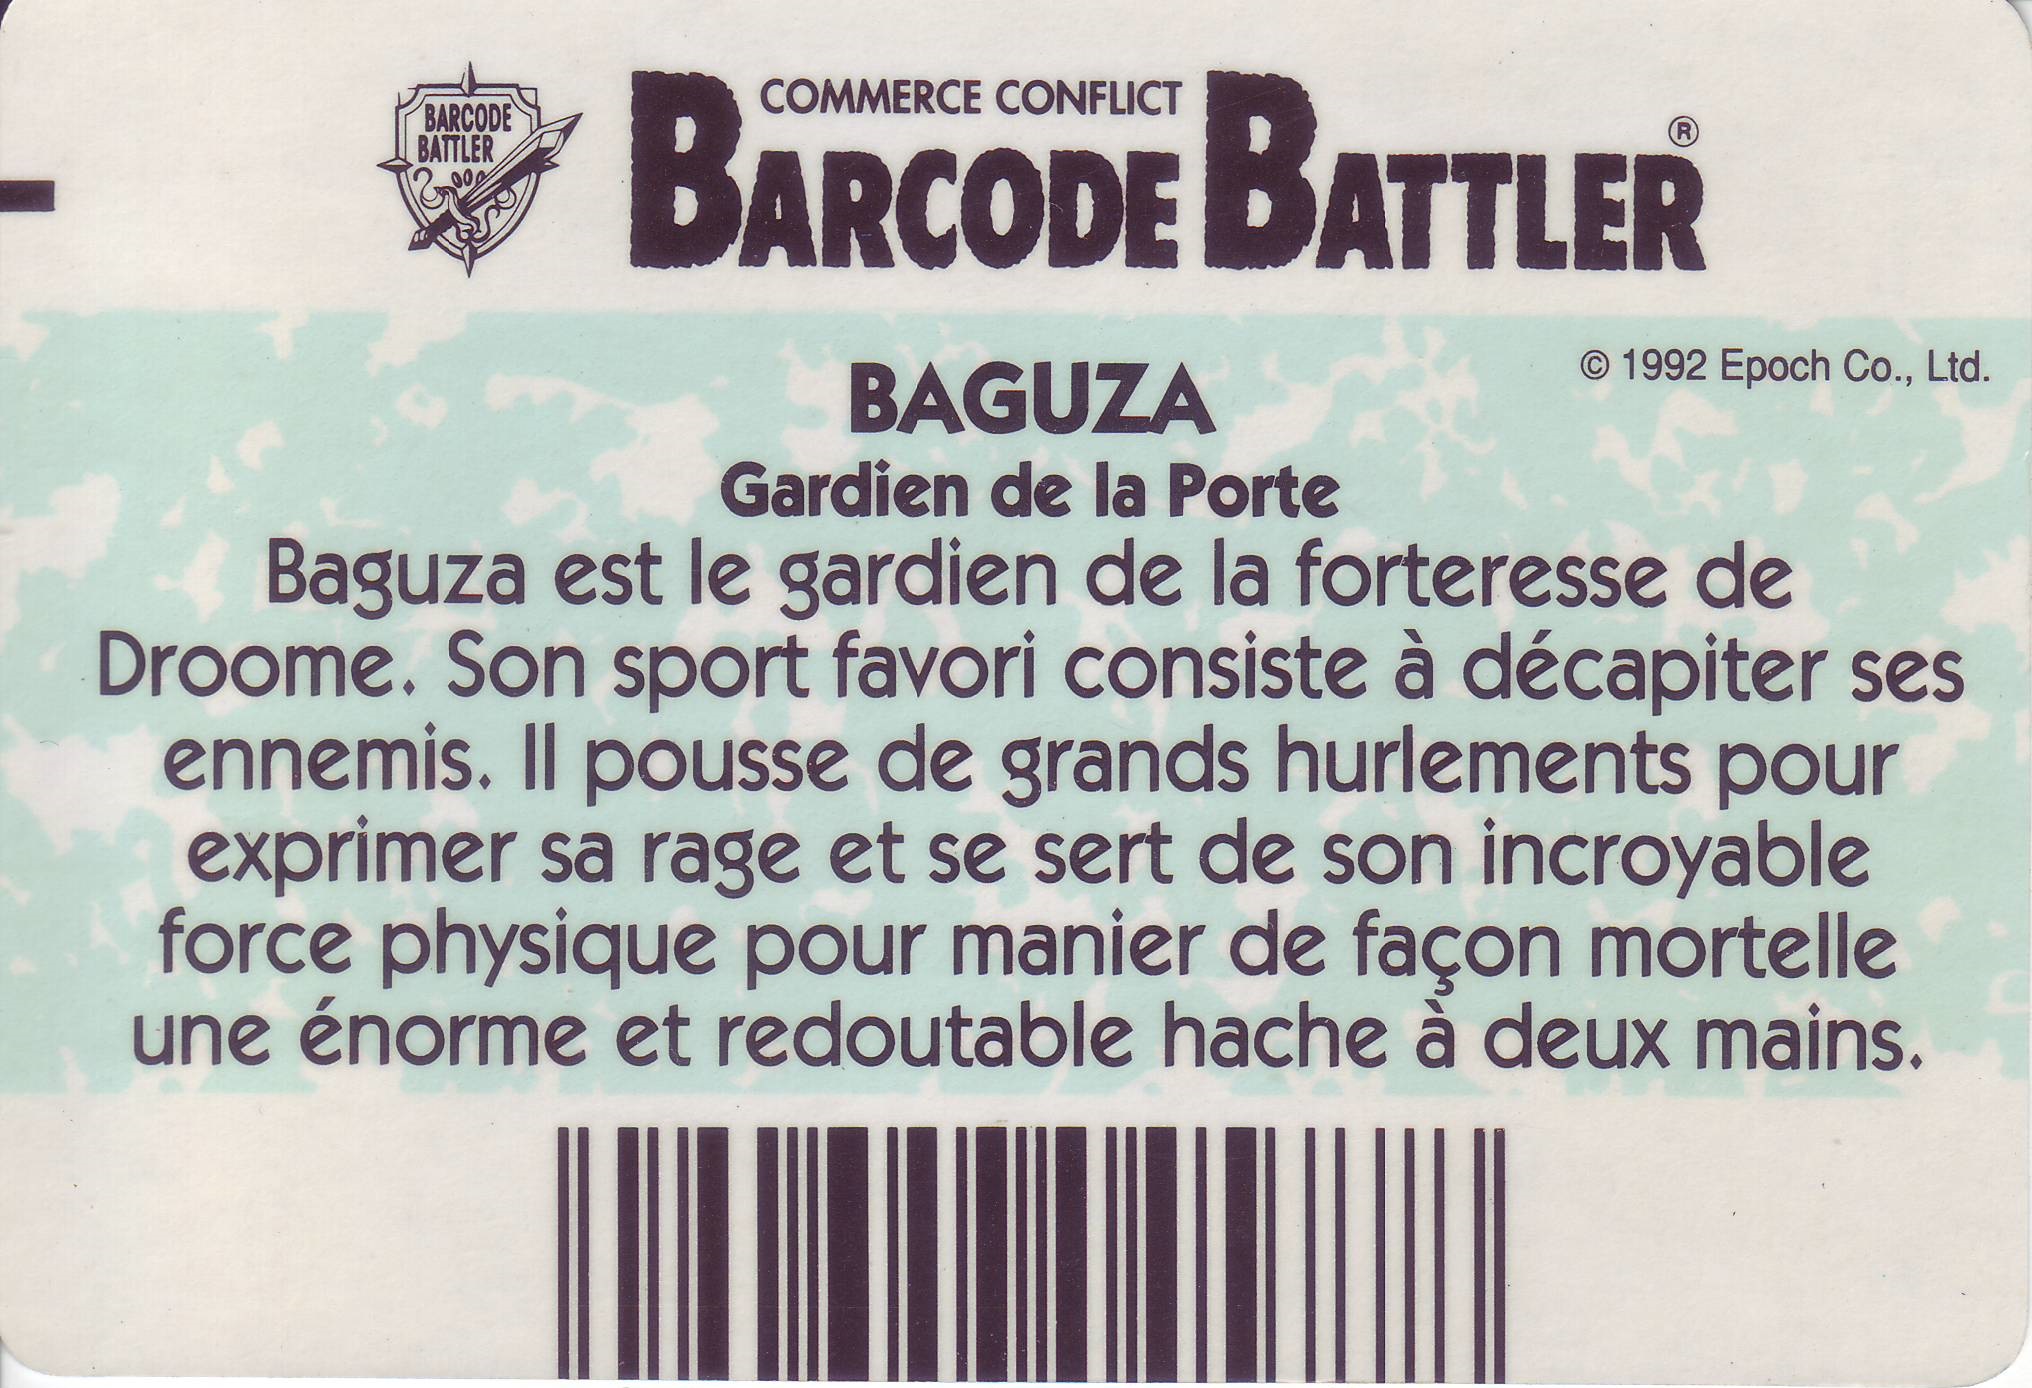 BARCODE
BATTLER
COMMERCE CONFLICT
BARCODE BATTLER®
© 1992 Epoch Co., Ltd.
BAGUZA
Gardien de la Porte
Baguza est le gardien de la forteresse de
Droome. Son sport favori consiste à décapiter ses
ennemis. Il pousse de grands hurlements pour
exprimer sa rage et se sert de son incroyable
force physique pour manier de façon mortelle
une énorme et redoutable hache à deux mains.